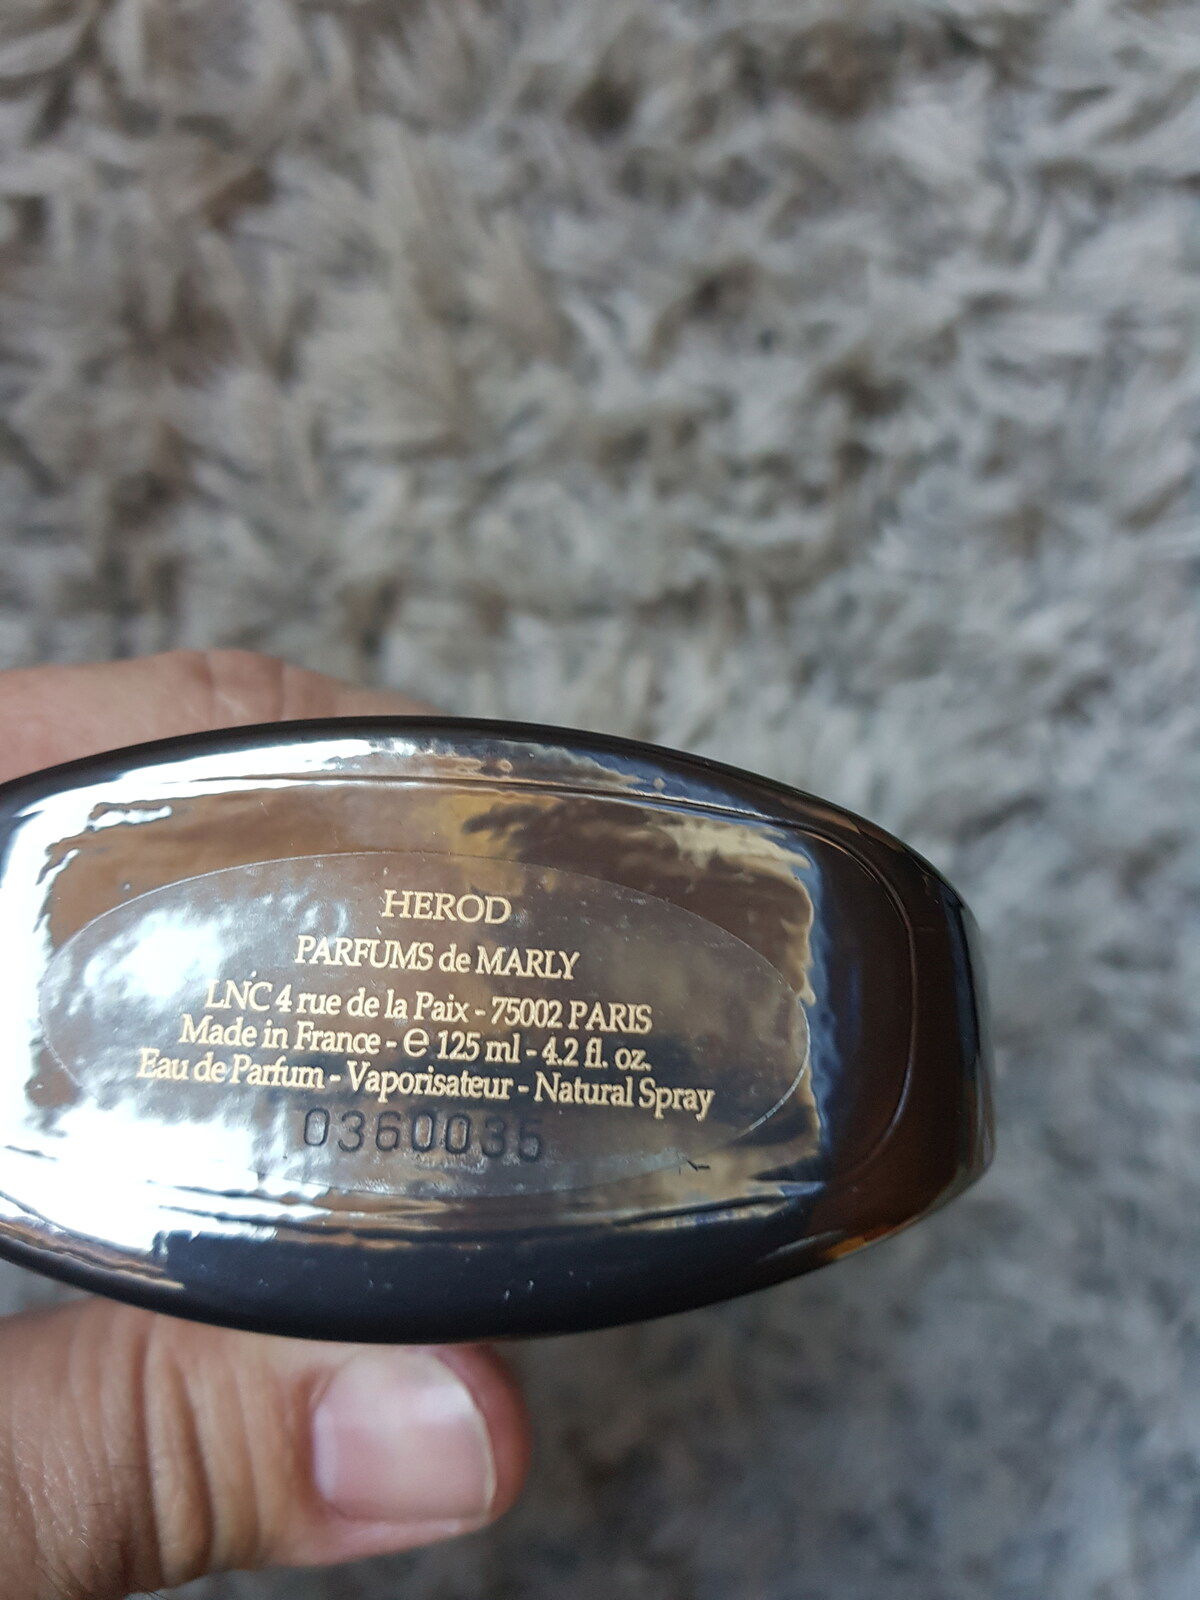 HEROD
PARFUMS de MARLY
LNC 4 rue de la Paix - 75002 PARIS
Made in France - ℮ 125 ml - 4.2 fl. oz.
Eau de Parfum - Vaporisateur - Natural Spray
0360035